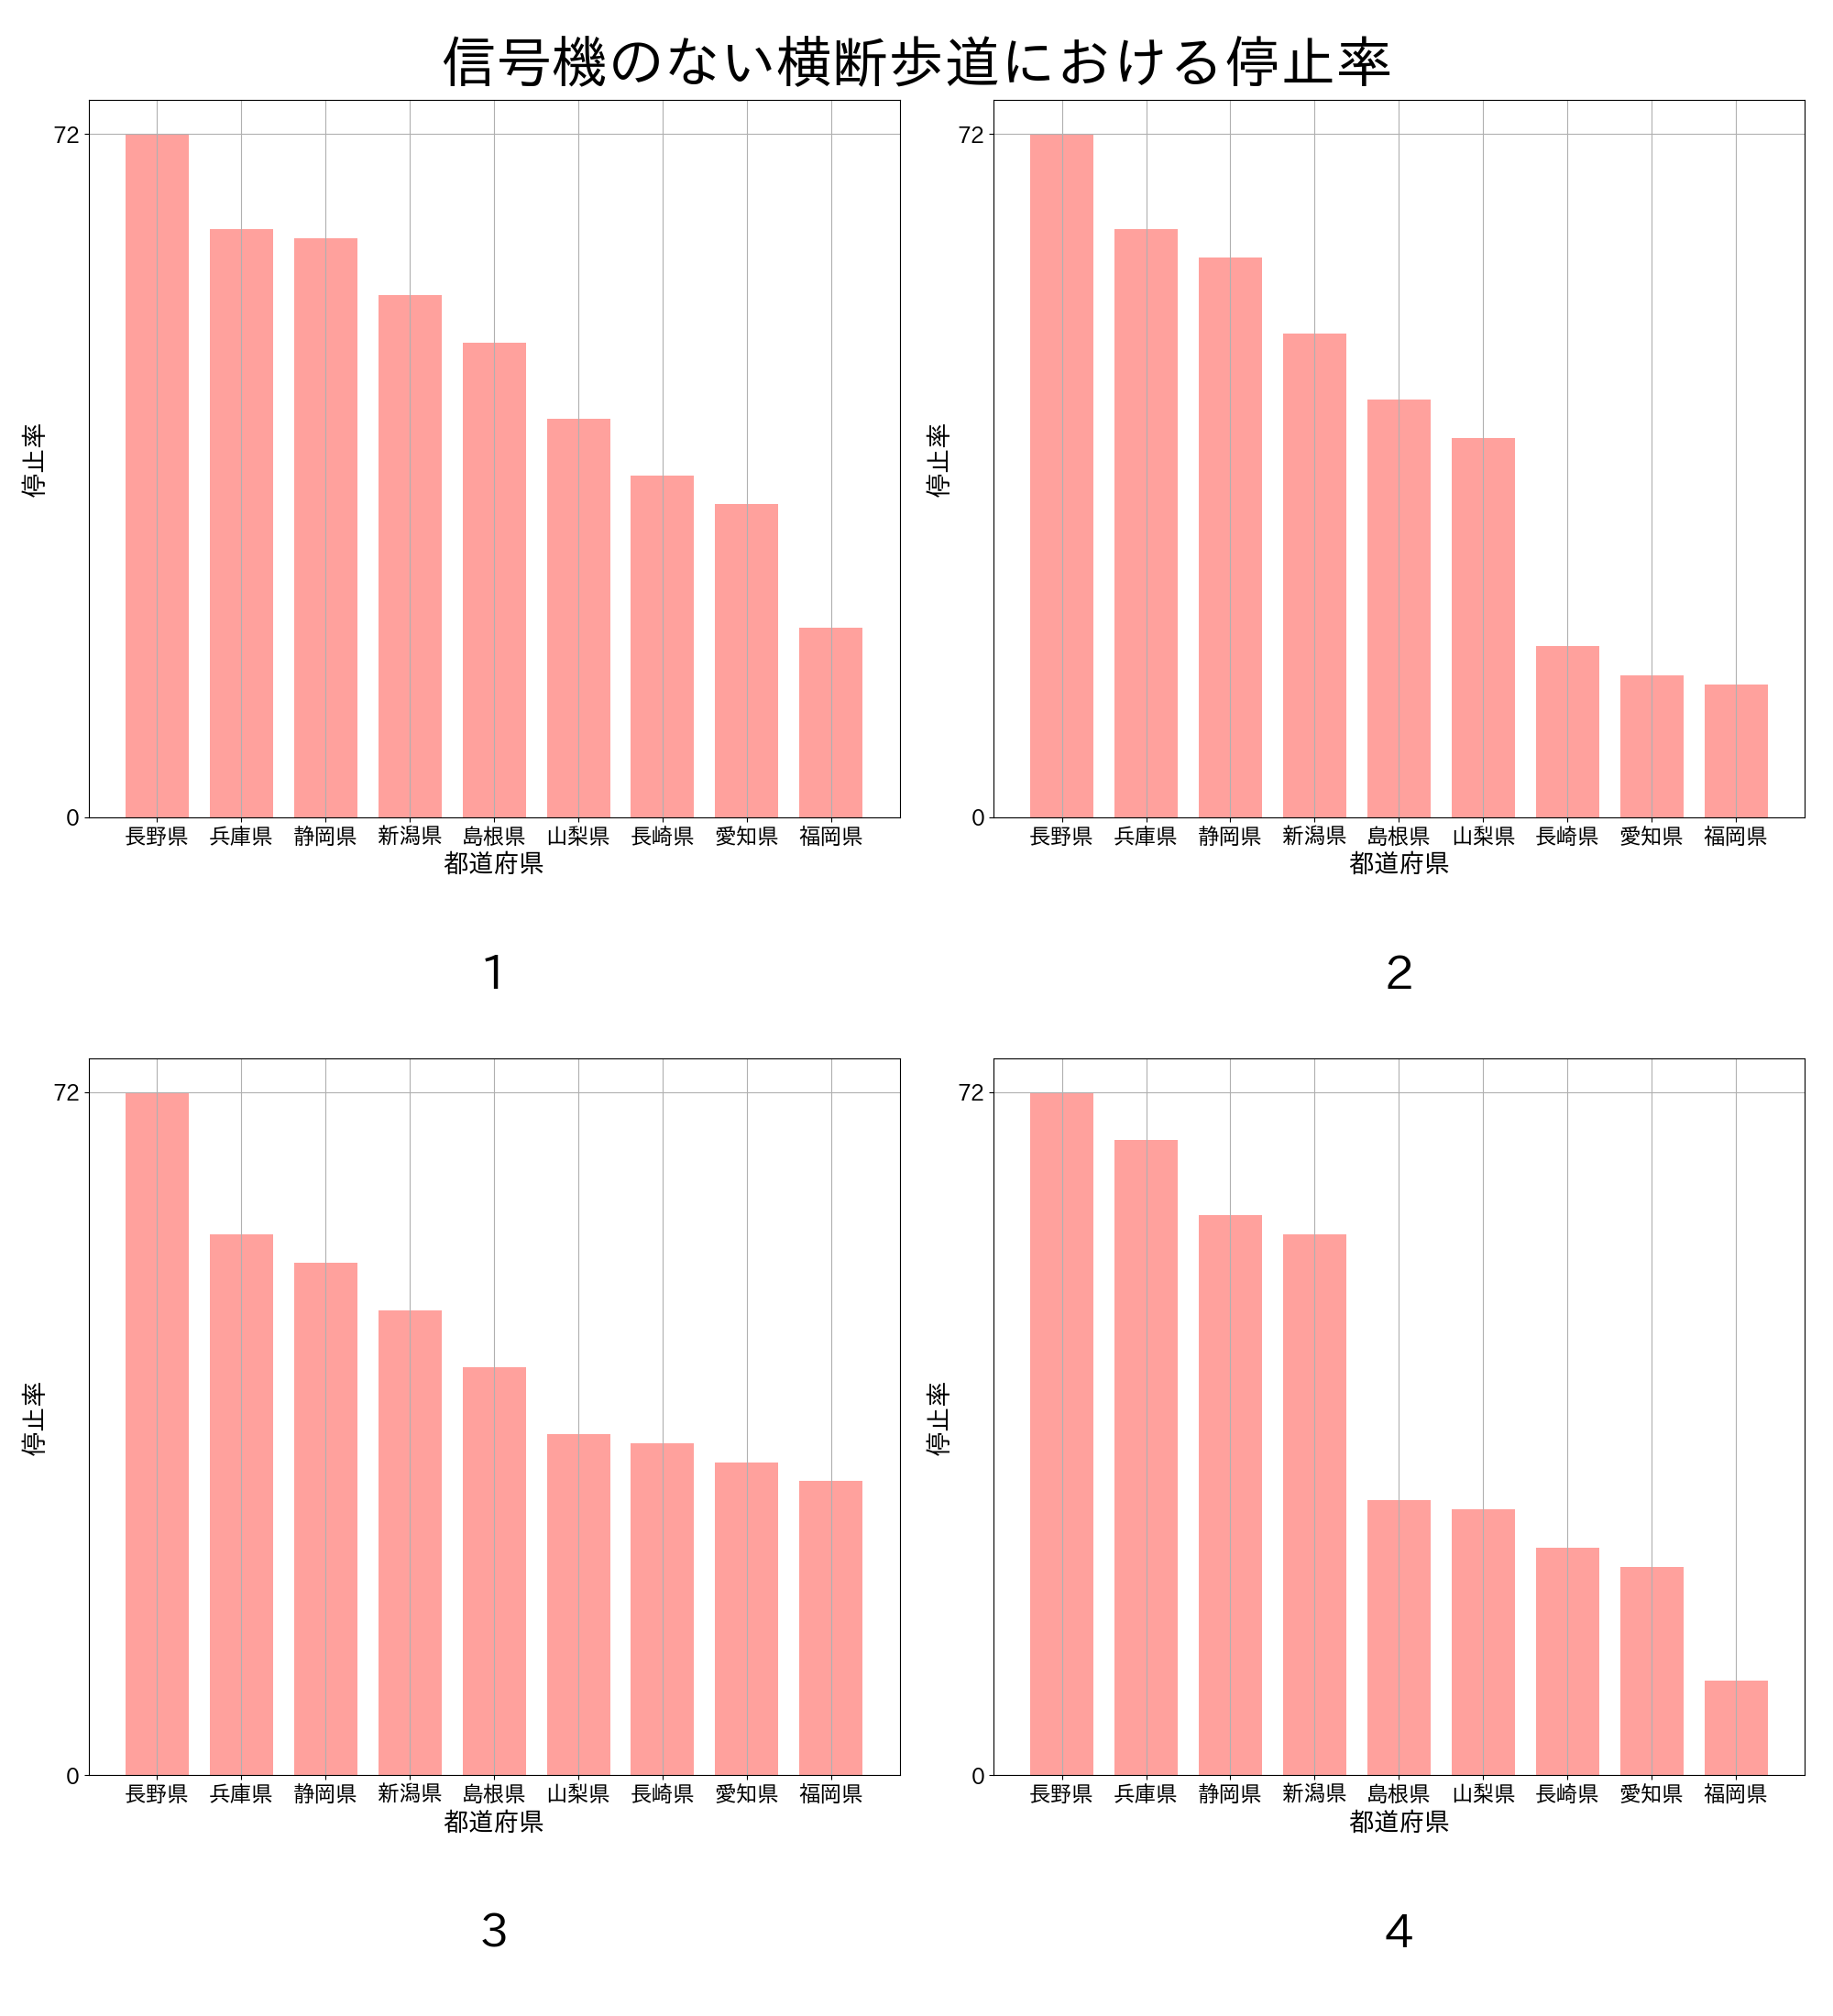 信号機のない横断歩道における停止率
72
0
停止率
長野県 兵庫県 静岡県 新潟県 島根県 山梨県 長崎県 愛知県 福岡県
都道府県
1
72
0
停止率
長野県 兵庫県 静岡県 新潟県 島根県 山梨県 長崎県 愛知県 福岡県
都道府県
2
72
0
停止率
長野県 兵庫県 静岡県 新潟県 島根県 山梨県 長崎県 愛知県 福岡県
都道府県
3
72
0
停止率
長野県 兵庫県 静岡県 新潟県 島根県 山梨県 長崎県 愛知県 福岡県
都道府県
4